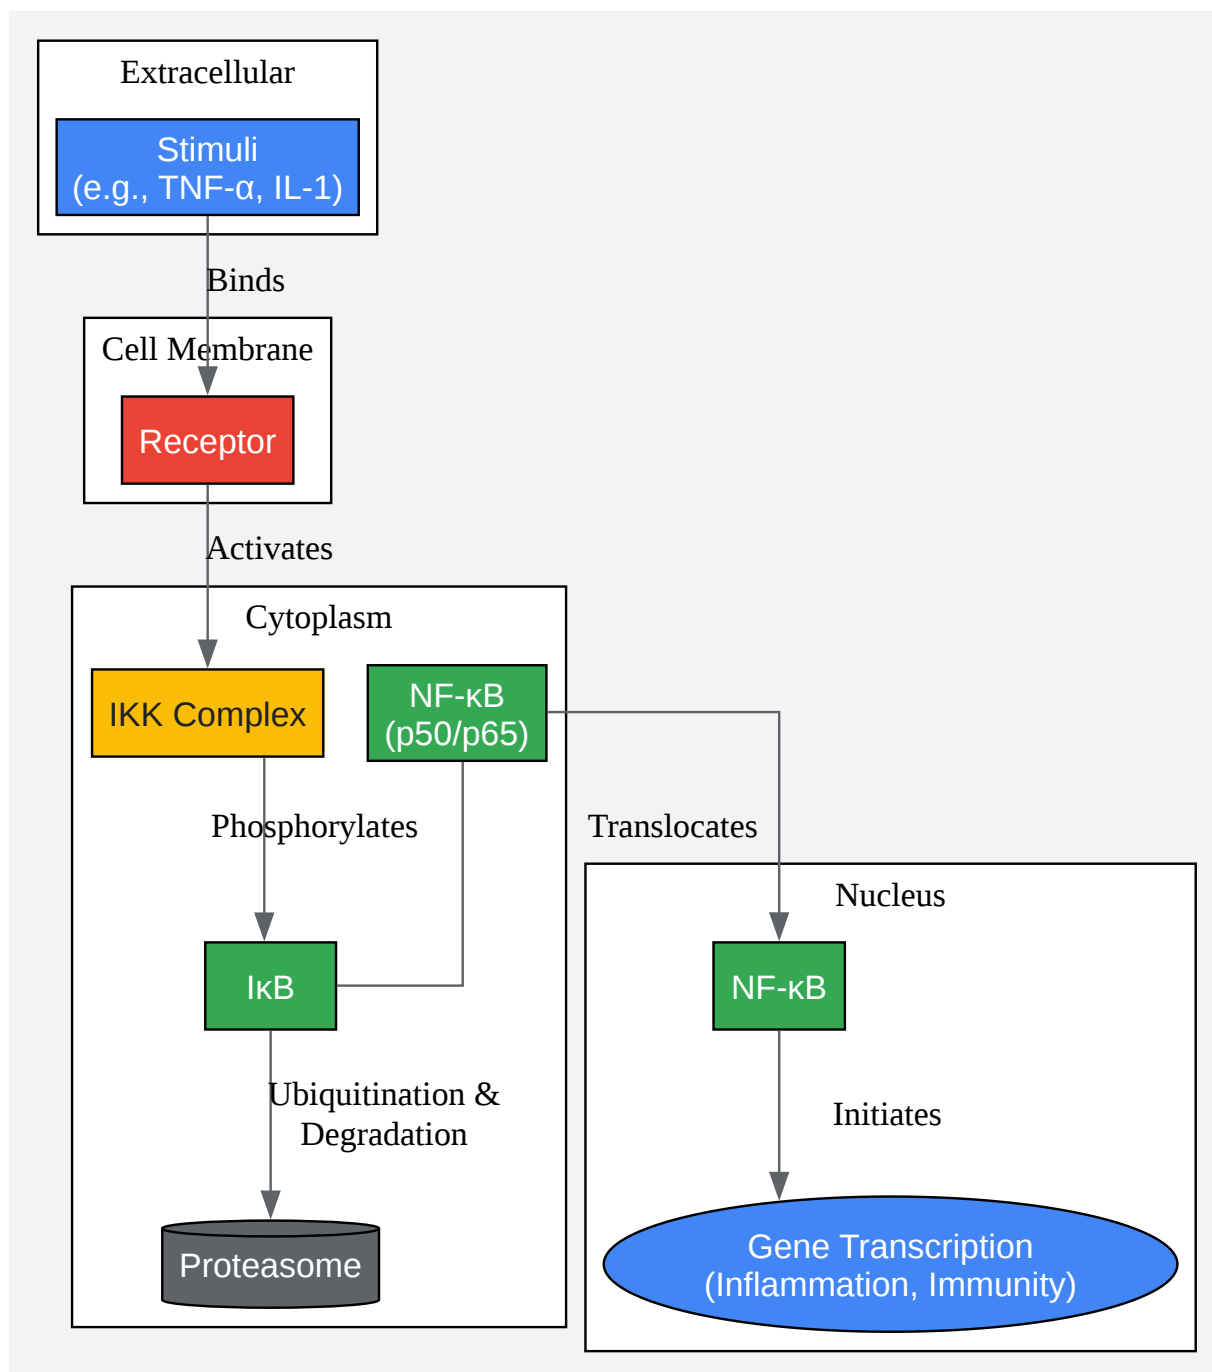 Extracellular
Stimuli
(e.g., TNF-α, IL-1)
Binds
Cell Membrane
Receptor
Activates
Cytoplasm
IKK Complex
NF-κB
(p50/p65)
Phosphorylates
Translocates
Nucleus
IκB
NF-κB
Ubiquitination &
Degradation
Initiates
Proteasome
Gene Transcription
(Inflammation, Immunity)